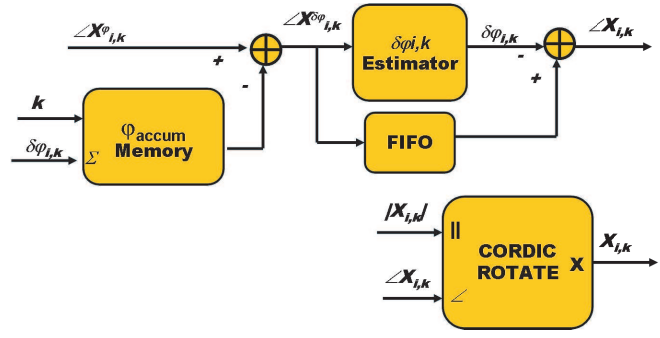 ∠X^φ_i,k
+
-
∠X^δφ_i,k
δφi,k
Estimator
δφ_i,k
-
+
∠X_i,k
k
δφ_i,k
Σ
φ_accum
Memory
FIFO
|X_i,k|
||
∠X_i,k
∠
CORDIC
ROTATE
X
X_i,k